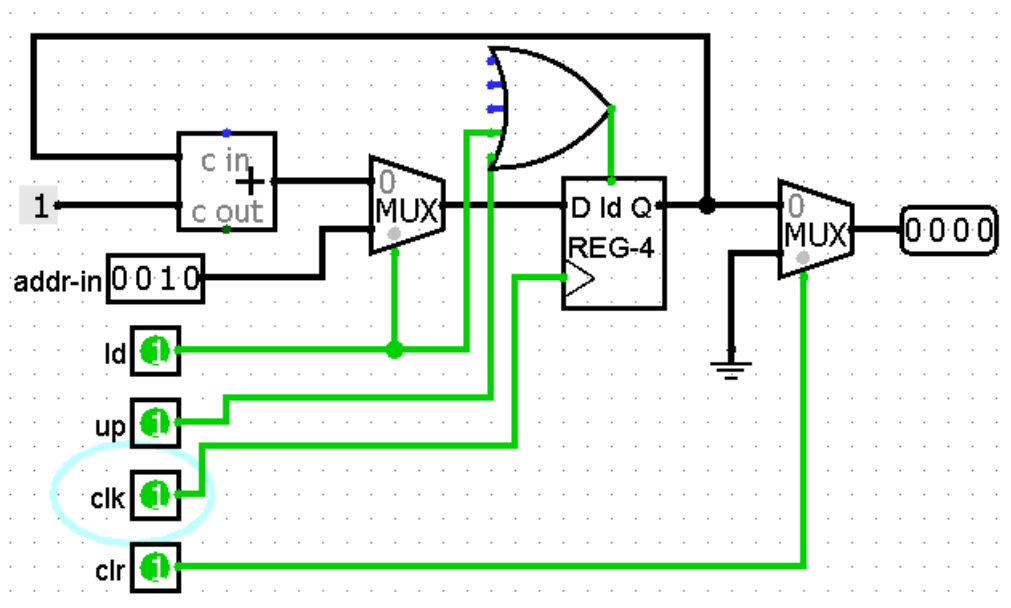 c in
+
0
MUX
1
c out
D ld Q
REG-4
0
MUX
0000
addr-in
0010
ld
1
up
1
clk
1
clr
1